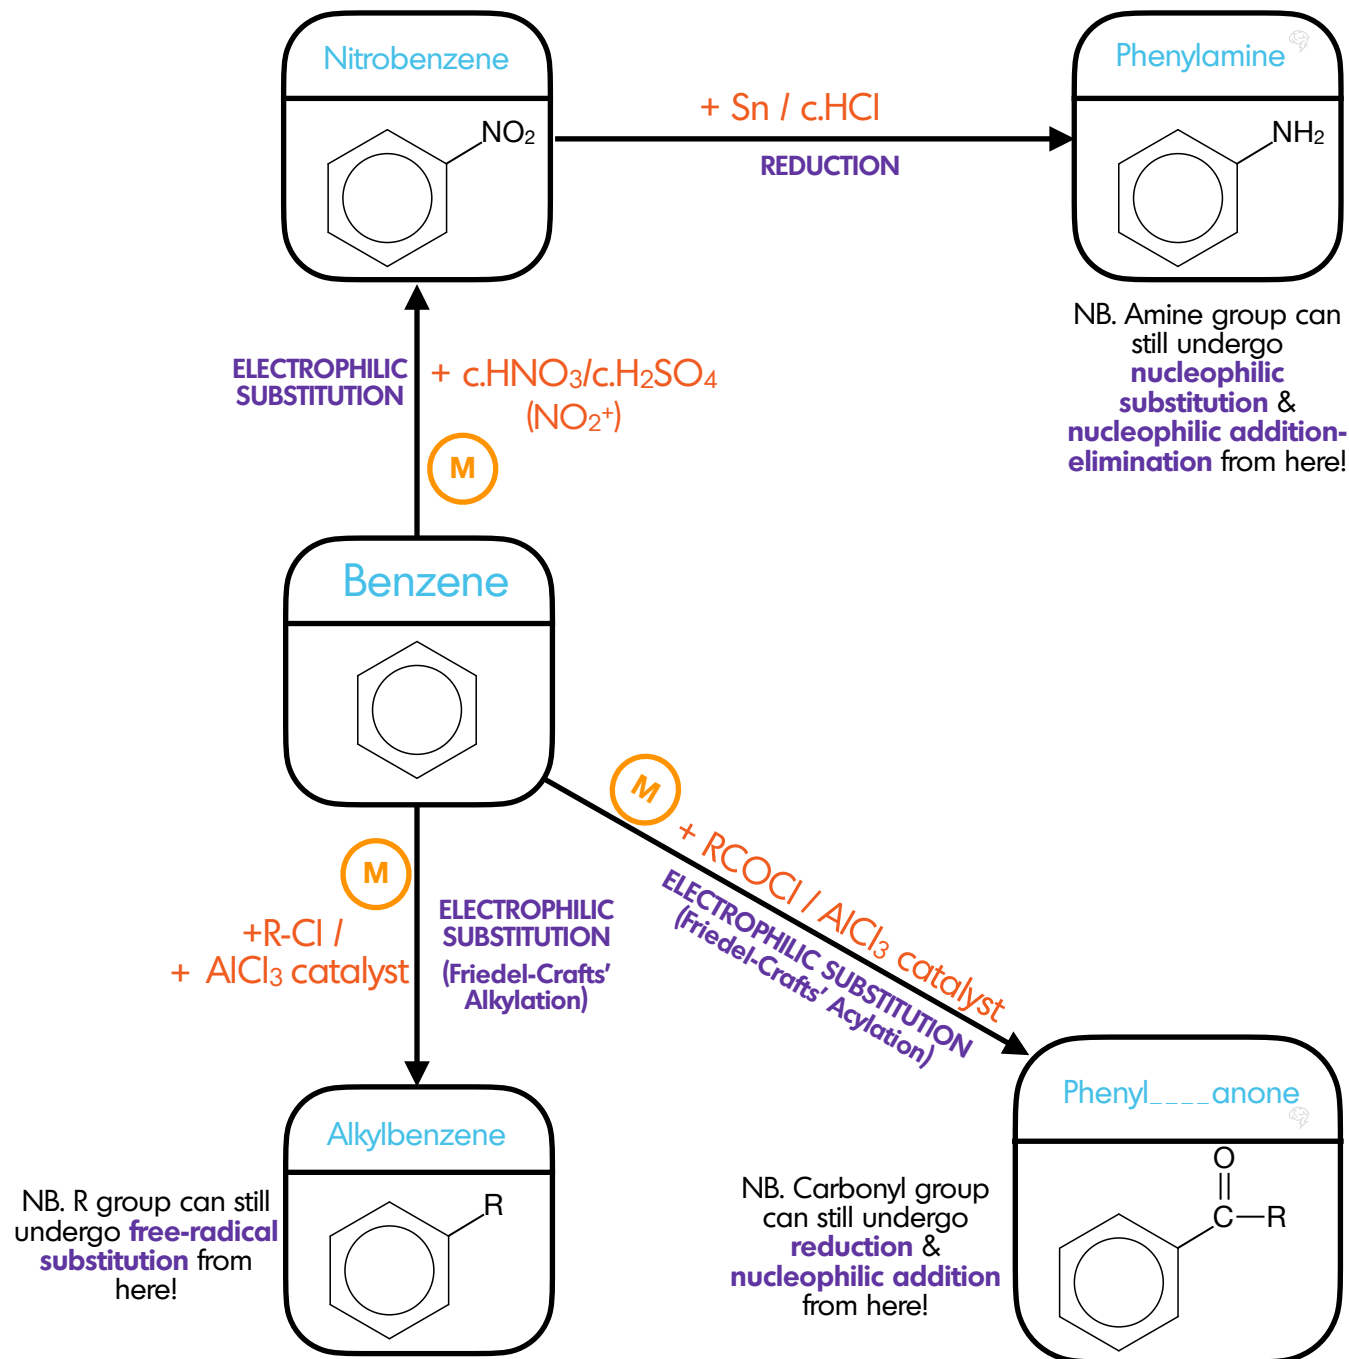 Nitrobenzene
NO₂
+ Sn / c.HCl
REDUCTION
Phenylamine
NH₂
NB. Amine group can
still undergo
nucleophilic
substitution &
nucleophilic addition-
elimination from here!
ELECTROPHILIC
SUBSTITUTION
+ c.HNO₃/c.H₂SO₄
(NO₂⁺)
M
Benzene
M
+R-Cl /
+ AlCl₃ catalyst
ELECTROPHILIC
SUBSTITUTION
(Friedel-Crafts’
Alkylation)
M
+ RCOCl / AlCl₃ catalyst
ELECTROPHILIC SUBSTITUTION
(Friedel-Crafts’ Acylation)
Alkylbenzene
R
NB. R group can still
undergo free-radical
substitution from
here!
NB. Carbonyl group
can still undergo
reduction &
nucleophilic addition
from here!
Phenyl____anone
O
C—R